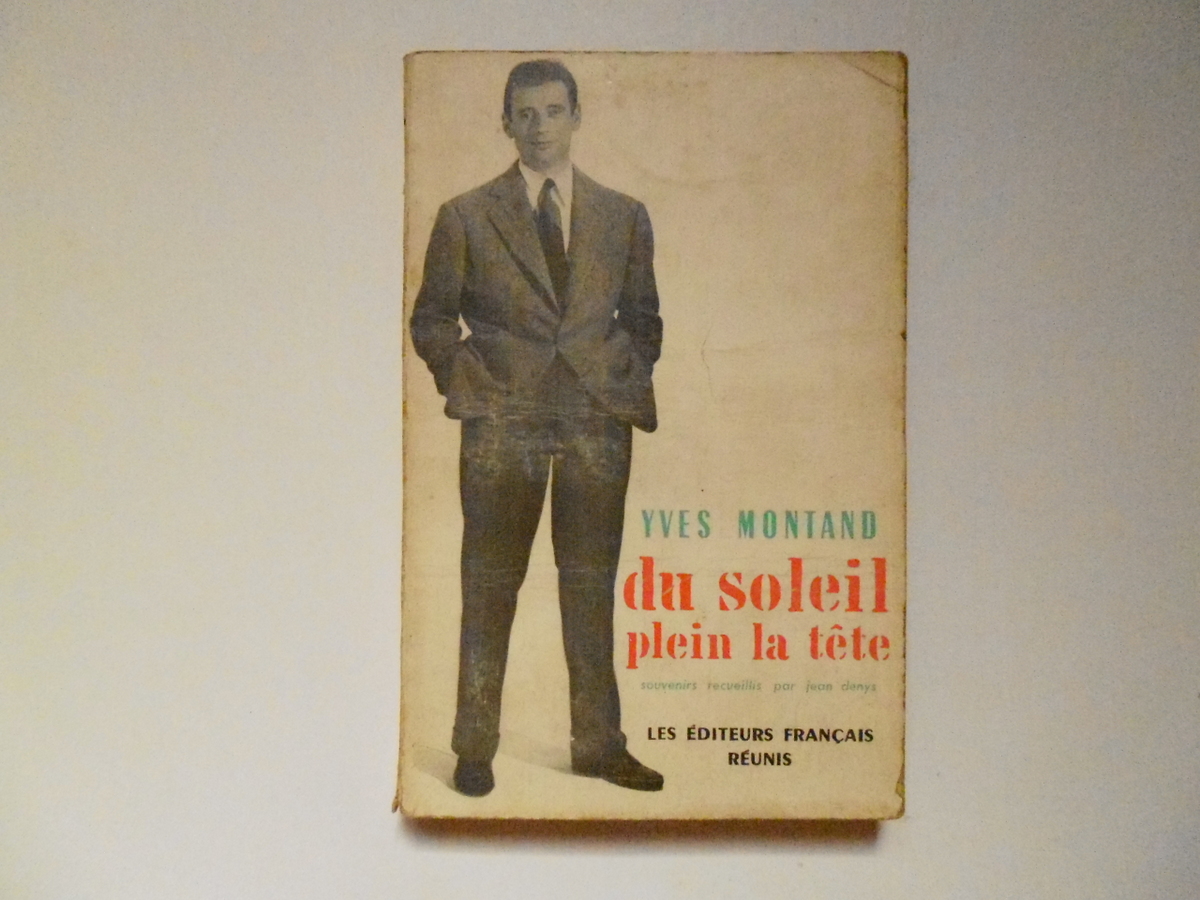 YVES MONTAND
du soleil
plein la tête
souvenirs recueillis par jean denys
LES ÉDITEURS FRANÇAIS
RÉUNIS